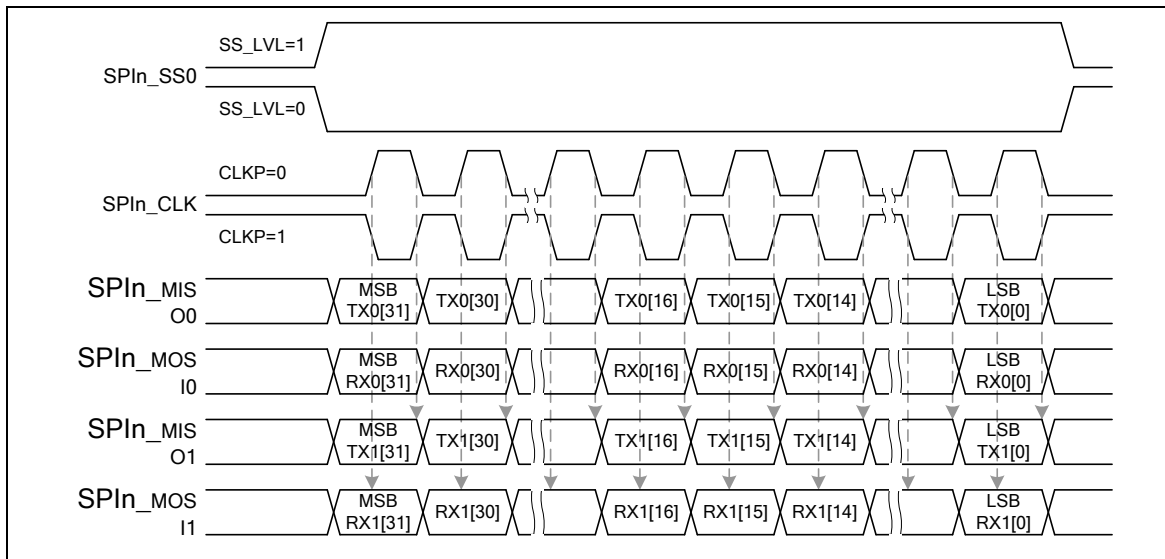 SS_LVL=1
SPIn_SS0
SS_LVL=0
CLKP=0
SPIn_CLK
CLKP=1
SPIn_MIS
O0
MSB
TX0[31]
TX0[30]
TX0[16]
TX0[15]
TX0[14]
LSB
TX0[0]
SPIn_MOS
I0
MSB
RX0[31]
RX0[30]
RX0[16]
RX0[15]
RX0[14]
LSB
RX0[0]
SPIn_MIS
O1
MSB
TX1[31]
TX1[30]
TX1[16]
TX1[15]
TX1[14]
LSB
TX1[0]
SPIn_MOS
I1
MSB
RX1[31]
RX1[30]
RX1[16]
RX1[15]
RX1[14]
LSB
RX1[0]